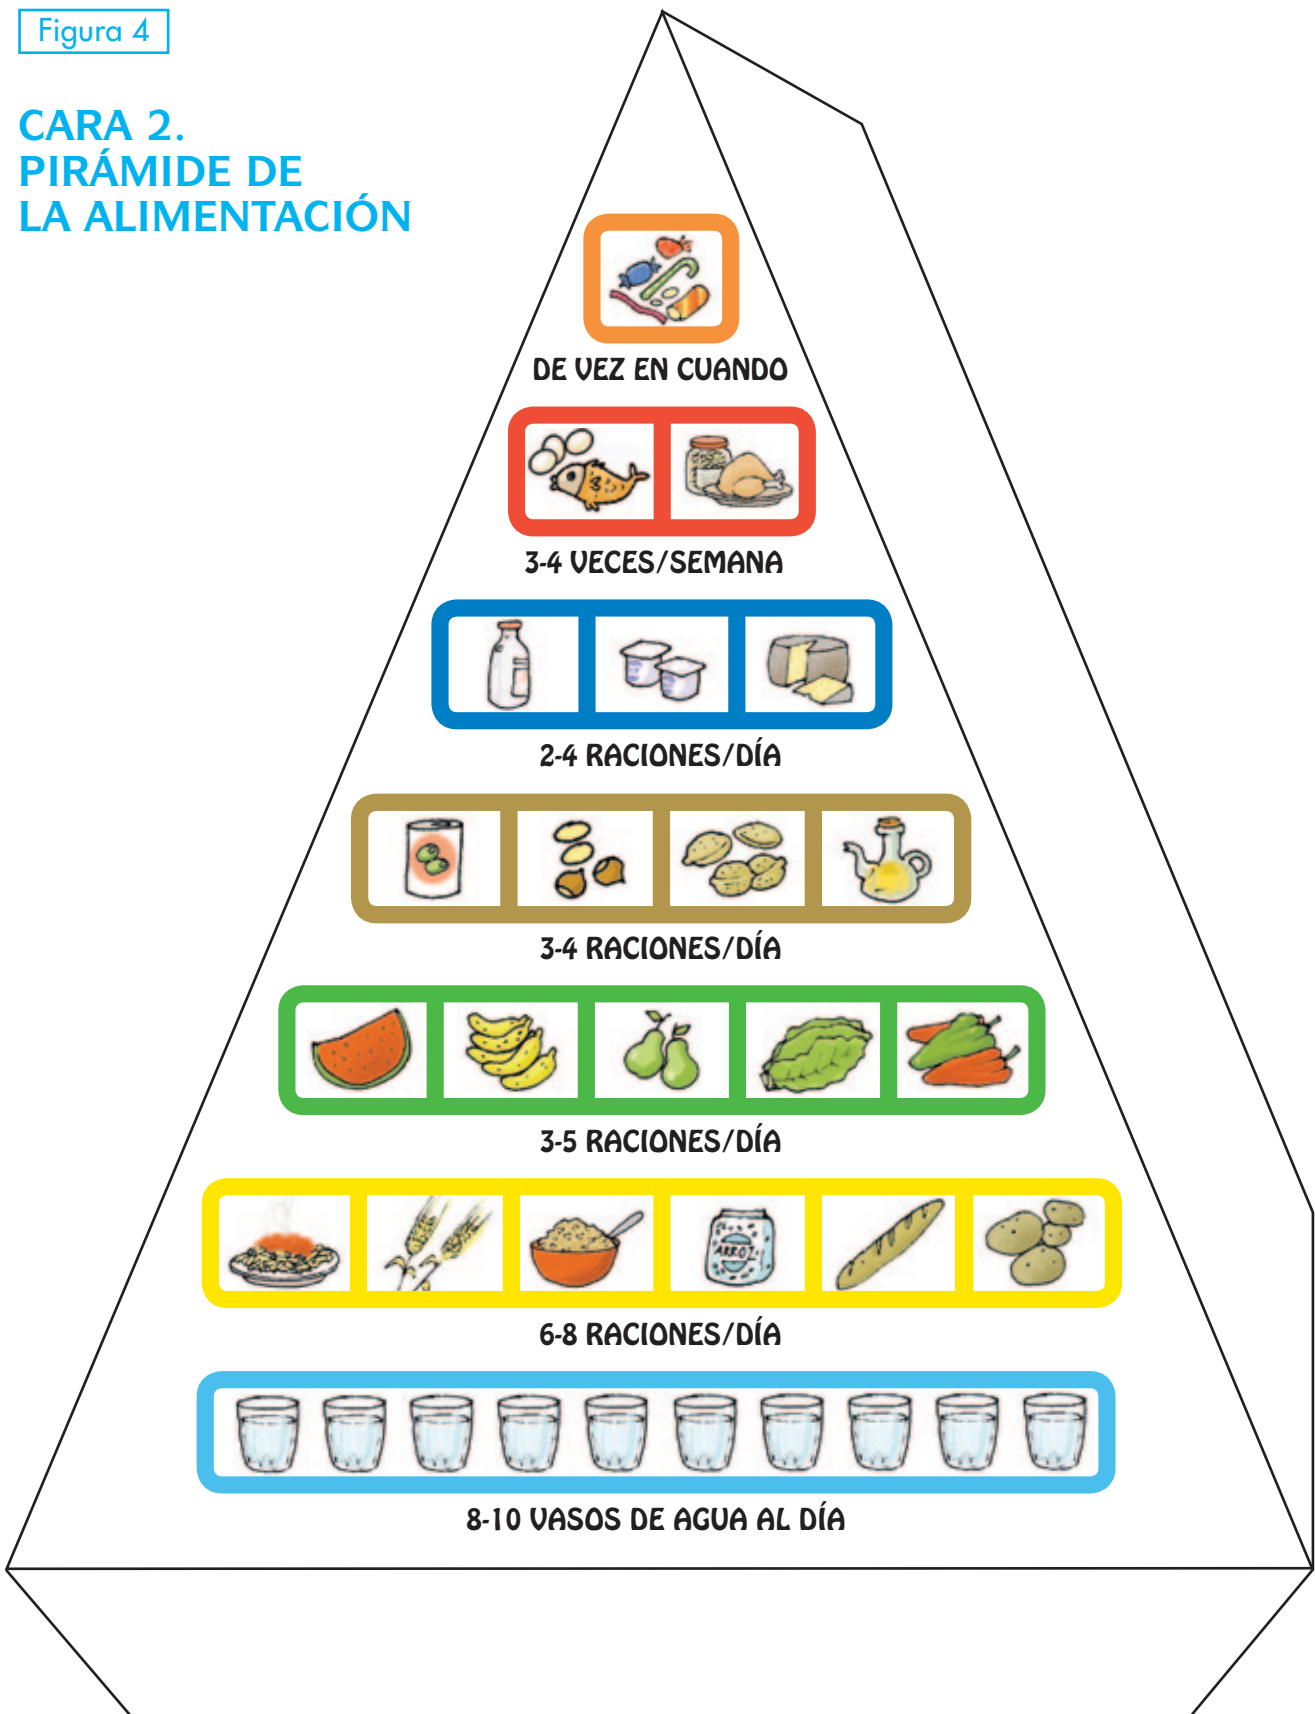 Figura 4
CARA 2.
PIRÁMIDE DE
LA ALIMENTACIÓN
DE VEZ EN CUANDO
3-4 VECES/SEMANA
2-4 RACIONES/DÍA
3-4 RACIONES/DÍA
3-5 RACIONES/DÍA
ARROZ
6-8 RACIONES/DÍA
8-10 VASOS DE AGUA AL DÍA